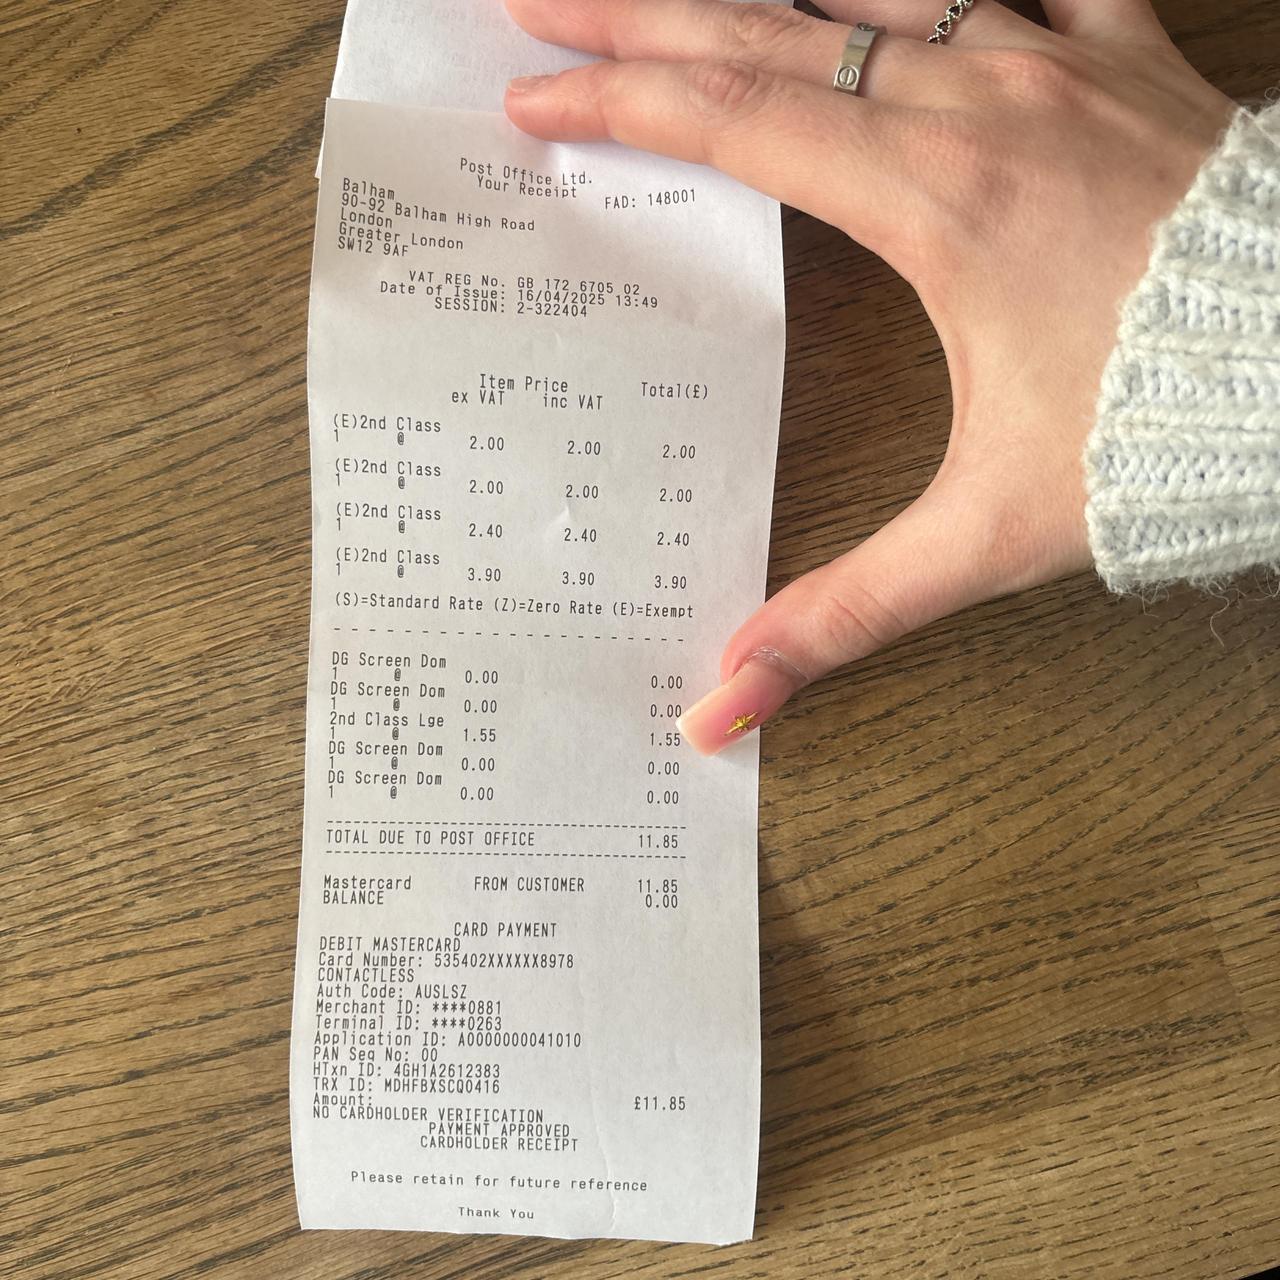 Post Office Ltd.
Your Receipt
Balham FAD: 148001
90-92 Balham High Road
London
Greater London
SW12 9AF
VAT REG No. GB 172 6705 02
Date of Issue: 16/04/2025 13:49
SESSION: 2-322404
Item Price Total(£)
ex VAT inc VAT
(E)2nd Class
1 @ 2.00 2.00 2.00
(E)2nd Class
1 @ 2.00 2.00 2.00
(E)2nd Class
1 @ 2.40 2.40 2.40
(E)2nd Class
1 @ 3.90 3.90 3.90
(S)=Standard Rate (Z)=Zero Rate (E)=Exempt
DG Screen Dom
1 @ 0.00 0.00
DG Screen Dom
1 @ 0.00 0.00
2nd Class Lge
1 @ 1.55 1.55
DG Screen Dom
1 @ 0.00 0.00
DG Screen Dom
1 @ 0.00 0.00
TOTAL DUE TO POST OFFICE 11.85
Mastercard FROM CUSTOMER 11.85
BALANCE 0.00
CARD PAYMENT
DEBIT MASTERCARD
Card Number: 535402XXXXXX8978
CONTACTLESS
Auth Code: AUSLSZ
Merchant ID: ****0881
Terminal ID: ****0263
Application ID: A0000000041010
PAN Seq No: 00
HTxn ID: 4GH1A2612383
TRX ID: MDHFBXSCQ0416
Amount: £11.85
NO CARDHOLDER VERIFICATION
PAYMENT APPROVED
CARDHOLDER RECEIPT
Please retain for future reference
Thank You